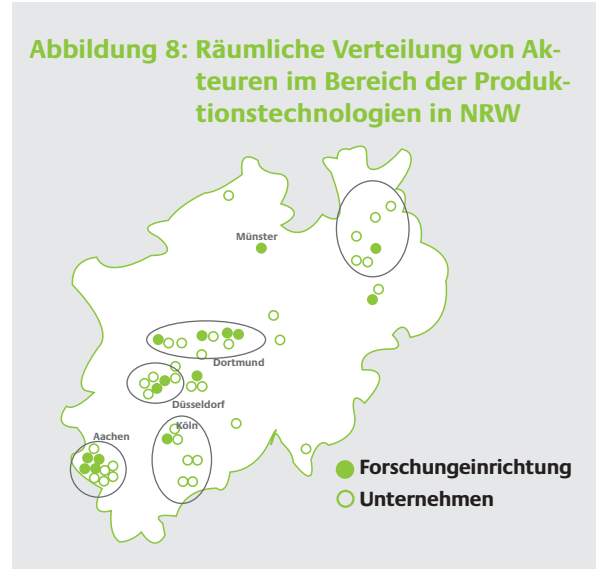 Abbildung 8: Räumliche Verteilung von Ak-
teuren im Bereich der Produk-
tionstechnologien in NRW
Münster
Dortmund
Düsseldorf
Köln
Aachen
Forschungeinrichtung
Unternehmen